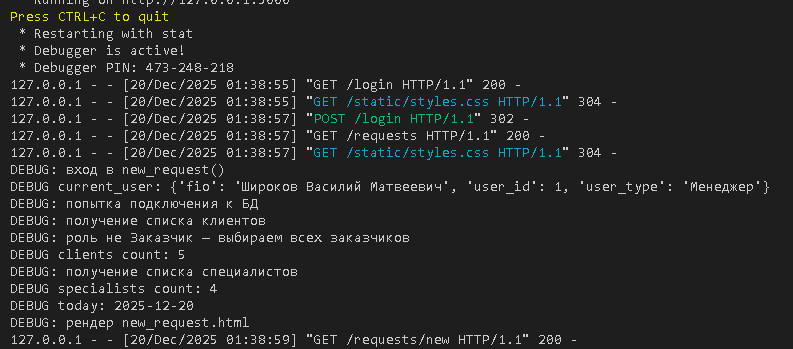 Running on http://127.0.0.1:5000
Press CTRL+C to quit
 * Restarting with stat
 * Debugger is active!
 * Debugger PIN: 473-248-218
127.0.0.1 - - [20/Dec/2025 01:38:55] "GET /login HTTP/1.1" 200 -
127.0.0.1 - - [20/Dec/2025 01:38:55] "GET /static/styles.css HTTP/1.1" 304 -
127.0.0.1 - - [20/Dec/2025 01:38:57] "POST /login HTTP/1.1" 302 -
127.0.0.1 - - [20/Dec/2025 01:38:57] "GET /requests HTTP/1.1" 200 -
127.0.0.1 - - [20/Dec/2025 01:38:57] "GET /static/styles.css HTTP/1.1" 304 -
DEBUG: вход в new_request()
DEBUG current_user: {'fio': 'Широков Василий Матвеевич', 'user_id': 1, 'user_type': 'Менеджер'}
DEBUG: попытка подключения к БД
DEBUG: получение списка клиентов
DEBUG: роль не Заказчик — выбираем всех заказчиков
DEBUG clients count: 5
DEBUG: получение списка специалистов
DEBUG specialists count: 4
DEBUG today: 2025-12-20
DEBUG: рендер new_request.html
127.0.0.1 - - [20/Dec/2025 01:38:59] "GET /requests/new HTTP/1.1" 200 -